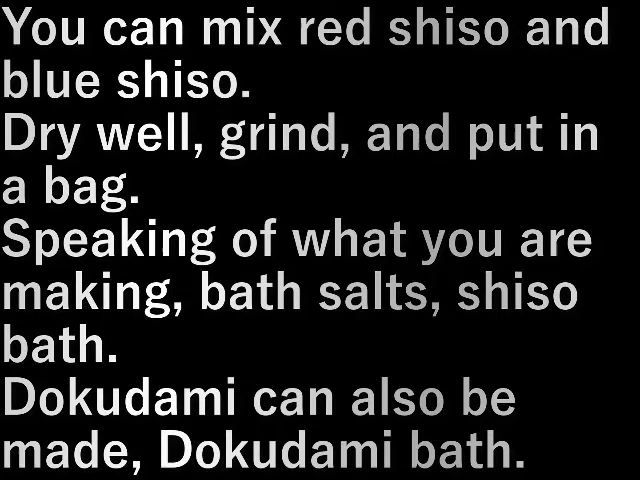 You can mix red shiso and
blue shiso.
Dry well, grind, and put in
a bag.
Speaking of what you are
making, bath salts, shiso
bath.
Dokudami can also be
made, Dokudami bath.